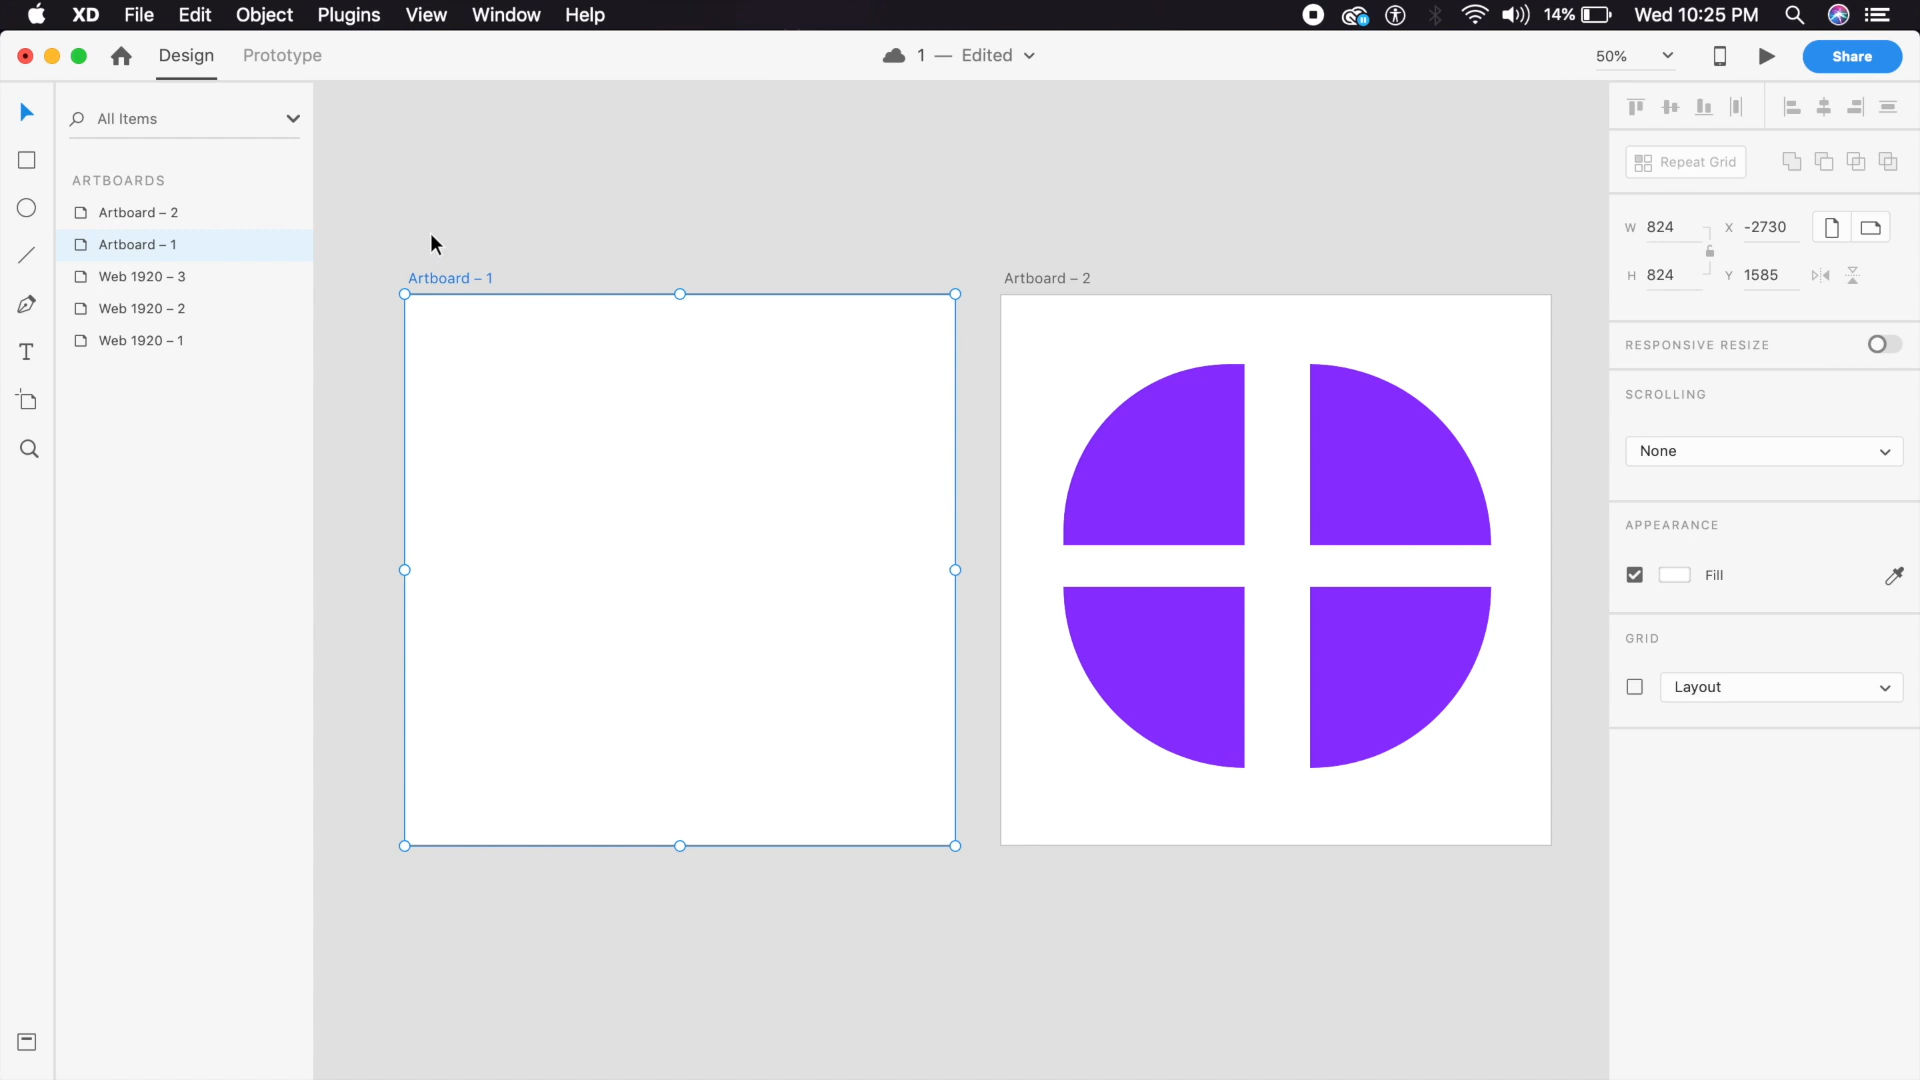 XD File Edit Object Plugins View Window Help 14% Wed 10:25 PM
Design Prototype 1 — Edited 50% Share
All Items
ARTBOARDS
Artboard – 2
Artboard – 1
Web 1920 – 3
Web 1920 – 2
Web 1920 – 1
Artboard – 1
Artboard – 2
Repeat Grid
W 824 X -2730
H 824 Y 1585
RESPONSIVE RESIZE
SCROLLING
None
APPEARANCE
Fill
GRID
Layout